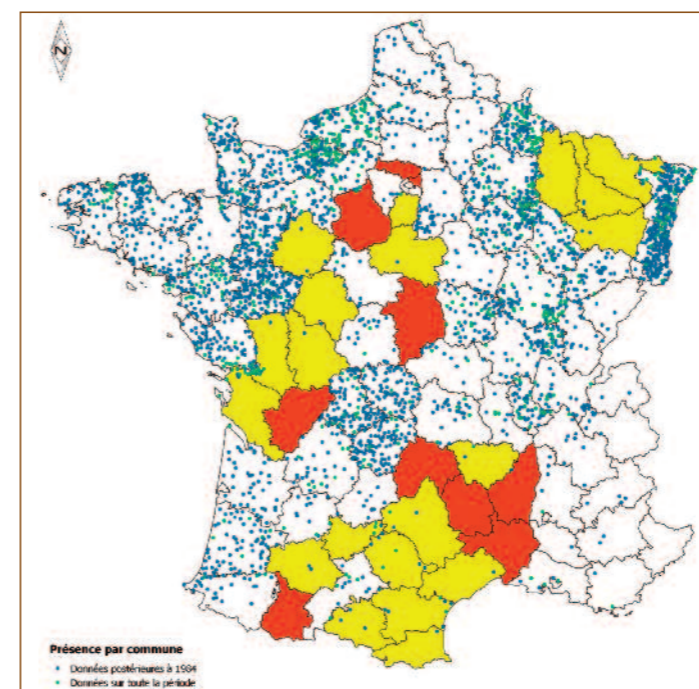 N
Présence par commune
Données postérieures à 1984
Données sur toute la période